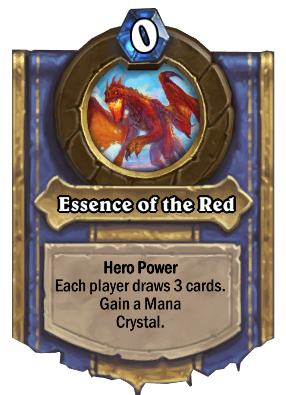 0
Essence of the Red
Hero Power
Each player draws 3 cards.
Gain a Mana
Crystal.